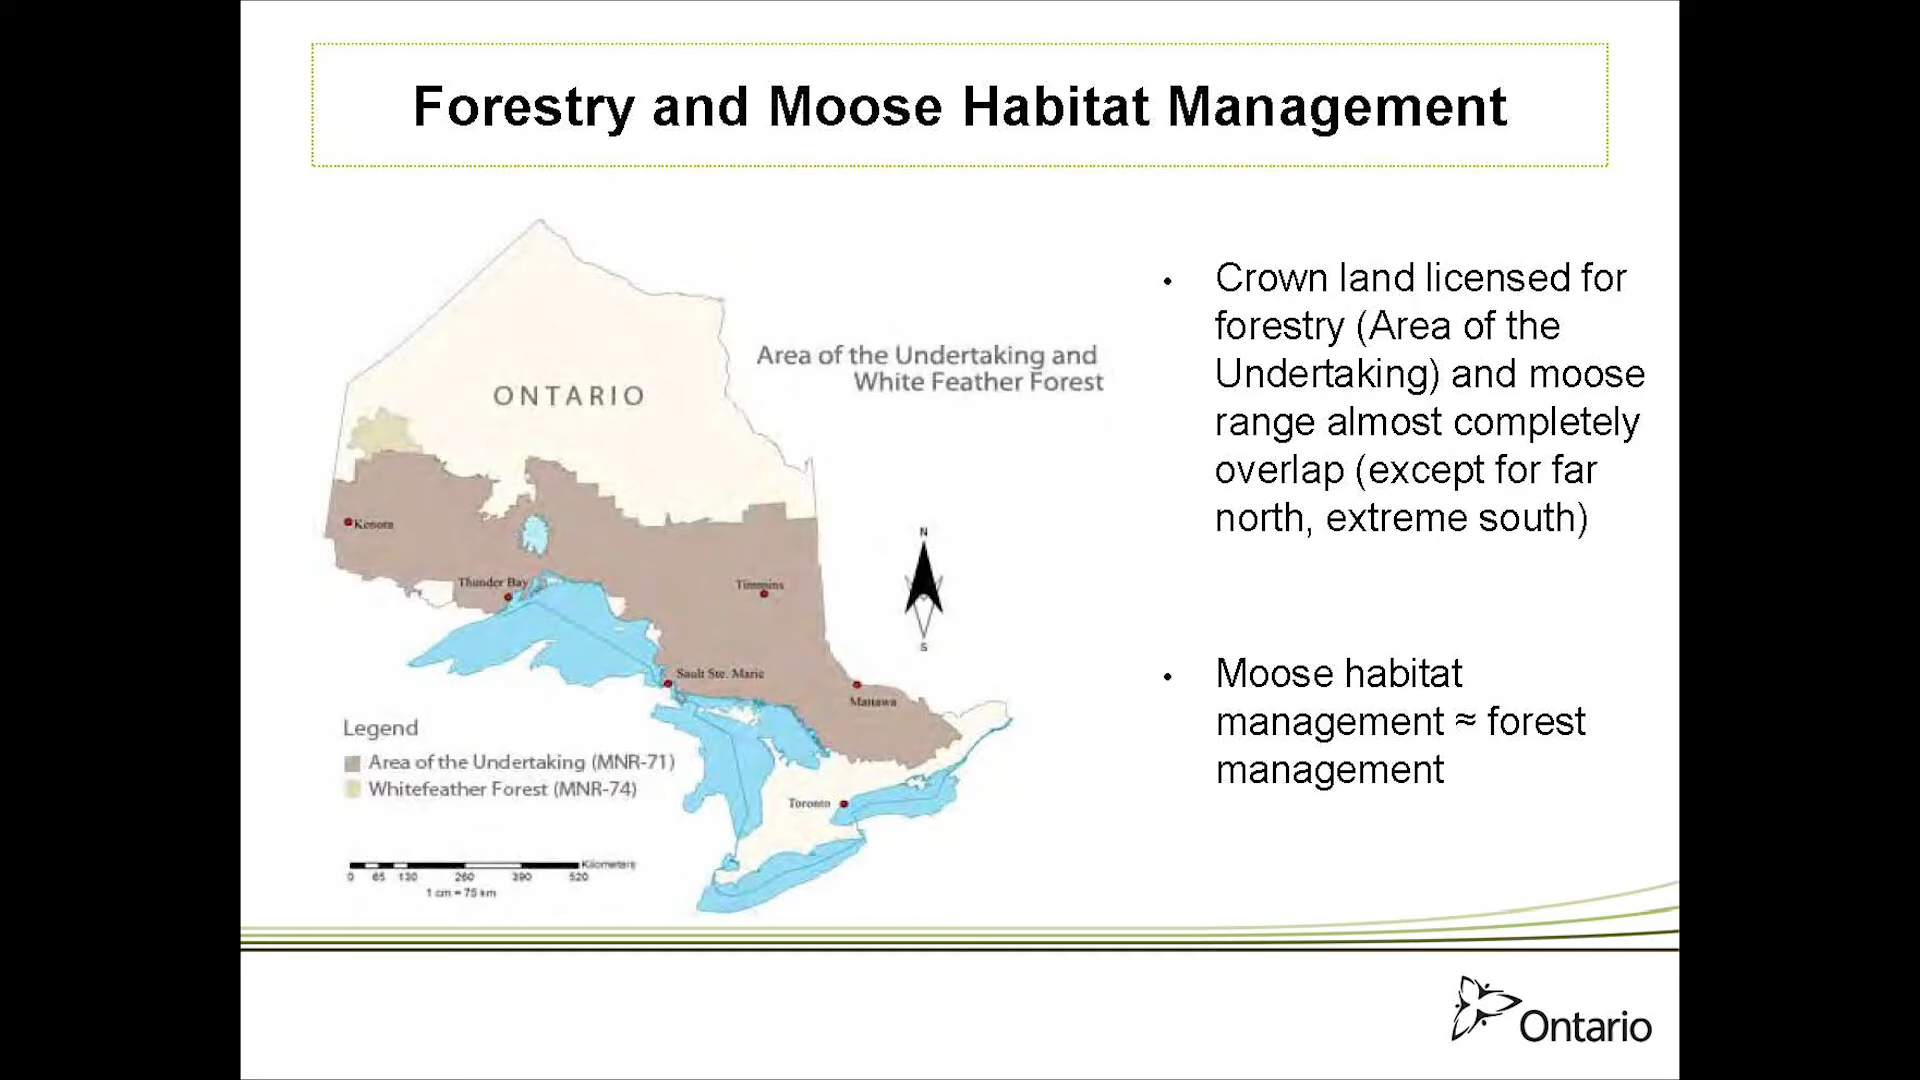 Forestry and Moose Habitat Management
Area of the Undertaking and
White Feather Forest
ONTARIO
Kenora
Thunder Bay
Timmins
Sault Ste. Marie
Mattawa
Toronto
N
S
Legend
Area of the Undertaking (MNR-71)
Whitefeather Forest (MNR-74)
Kilometers
0 65 130 260 390 520
1 cm = 75 km
• Crown land licensed for
forestry (Area of the
Undertaking) and moose
range almost completely
overlap (except for far
north, extreme south)
• Moose habitat
management ≈ forest
management
Ontario